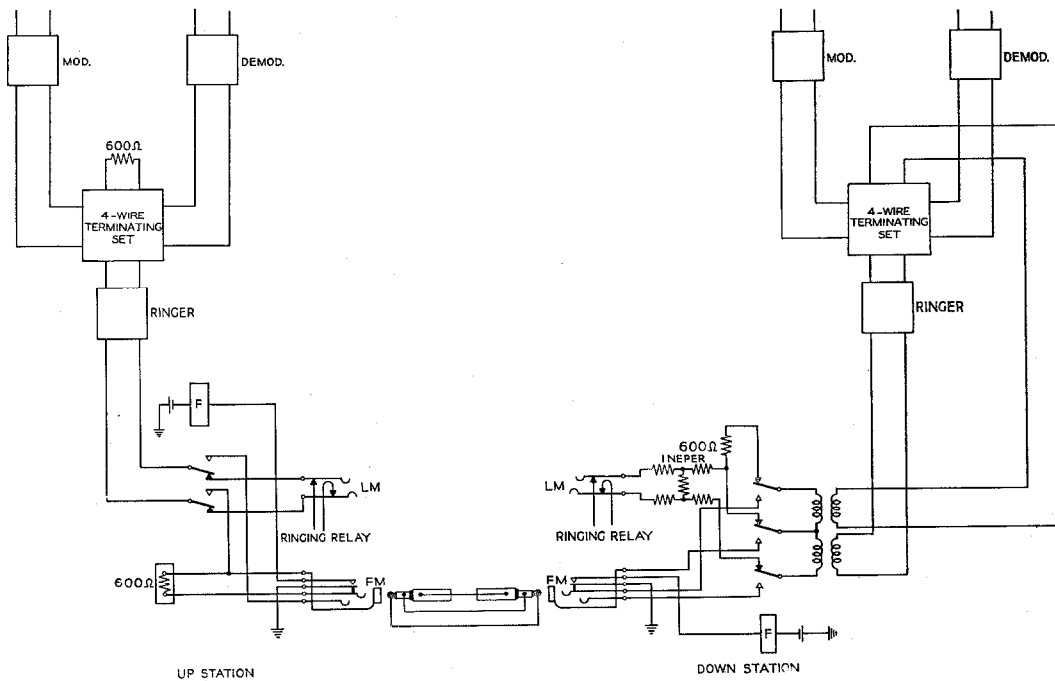 MOD.
DEMOD.
600Ω
4-WIRE
TERMINATING
SET
RINGER
F
LM
RINGING RELAY
600Ω
FM
UP STATION
MOD.
DEMOD.
4-WIRE
TERMINATING
SET
RINGER
600Ω
1 NEPER
LM
RINGING RELAY
FM
F
DOWN STATION